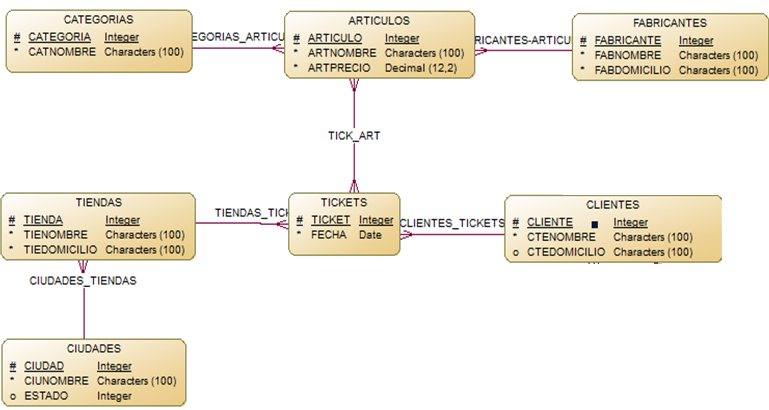 CATEGORIAS
# CATEGORIA Integer
* CATNOMBRE Characters (100)
EGORIAS_ARTICU
ARTICULOS
# ARTICULO Integer
* ARTNOMBRE Characters (100)
* ARTPRECIO Decimal (12,2)
RICANTES-ARTICU
FABRICANTES
# FABRICANTE Integer
* FABNOMBRE Characters (100)
* FABDOMICILIO Characters (100)
TICK_ART
TIENDAS
# TIENDA Integer
* TIENOMBRE Characters (100)
* TIEDOMICILIO Characters (100)
TIENDAS_TICK
TICKETS
# TICKET Integer
* FECHA Date
CLIENTES_TICKETS
CLIENTES
# CLIENTE Integer
* CTENOMBRE Characters (100)
o CTEDOMICILIO Characters (100)
CIUDADES_TIENDAS
CIUDADES
# CIUDAD Integer
* CIUNOMBRE Characters (100)
o ESTADO Integer